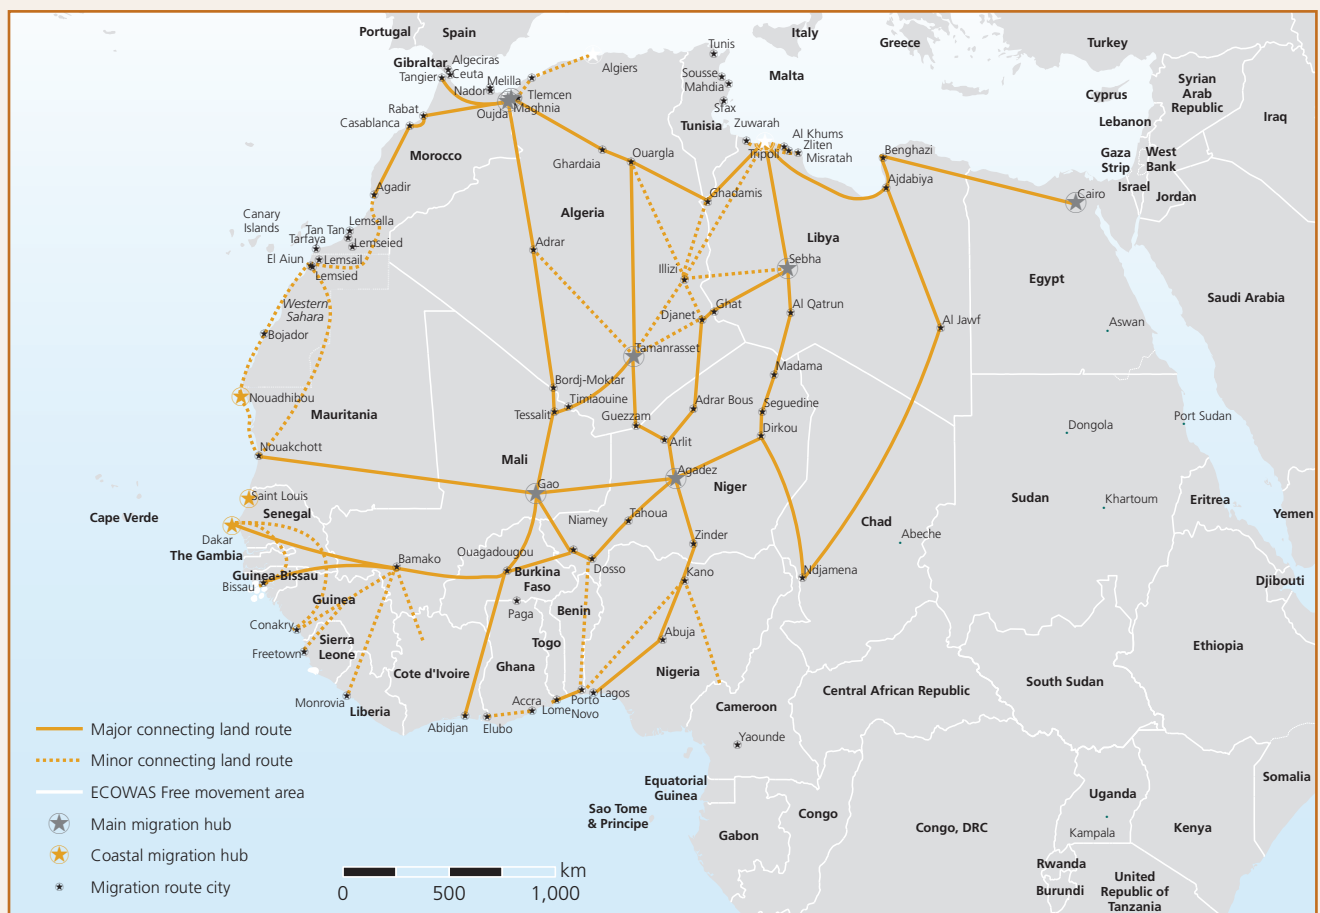 Portugal
Spain
Italy
Greece
Turkey
Gibraltar
Algeciras
Ceuta
Tangier
Melilla
Nador
Algiers
Tunis
Sousse
Mahdia
Sfax
Malta
Cyprus
Syrian
Arab
Republic
Lebanon
Iraq
Tlemcen
Maghnia
Oujda
Rabat
Casablanca
Morocco
Tunisia
Zuwarah
Tripoli
Al Khums
Zliten
Misratah
Benghazi
Ajdabiya
Gaza
Strip
West
Bank
Israel
Jordan
Cairo
Ghardaia
Ouargla
Agadir
Ghadamis
Algeria
Canary
Islands
Lemsalla
Tan Tan
Tarfaya
Lemseied
El Aiun
Lemsail
Lemsied
Adrar
Libya
Illizi
Sebha
Egypt
Saudi Arabia
Western
Sahara
Bojador
Djanet
Ghat
Al Qatrun
Al Jawf
Aswan
Tamanrasset
Madama
Bordj-Moktar
Timiaouine
Tessalit
Guezzam
Adrar Bous
Seguedine
Dirkou
Nouadhibou
Mauritania
Port Sudan
Dongola
Nouakchott
Mali
Arlit
Agadez
Niger
Gao
Saint Louis
Senegal
Cape Verde
Dakar
The Gambia
Niamey
Tahoua
Sudan
Khartoum
Eritrea
Yemen
Chad
Abeche
Zinder
Ouagadougou
Bamako
Guinea-Bissau
Bissau
Burkina
Faso
Dosso
Kano
Ndjamena
Djibouti
Guinea
Paga
Benin
Conakry
Sierra
Leone
Freetown
Togo
Abuja
Ethiopia
Cote d'Ivoire
Ghana
Nigeria
South Sudan
Central African Republic
Monrovia
Liberia
Abidjan
Elubo
Accra
Lome
Porto
Novo
Lagos
Cameroon
Yaounde
Equatorial
Guinea
Sao Tome
& Principe
Gabon
Congo
Congo, DRC
Uganda
Kampala
Kenya
Somalia
Rwanda
Burundi
United
Republic of
Tanzania
Major connecting land route
Minor connecting land route
ECOWAS Free movement area
Main migration hub
Coastal migration hub
Migration route city
km
0 500 1,000